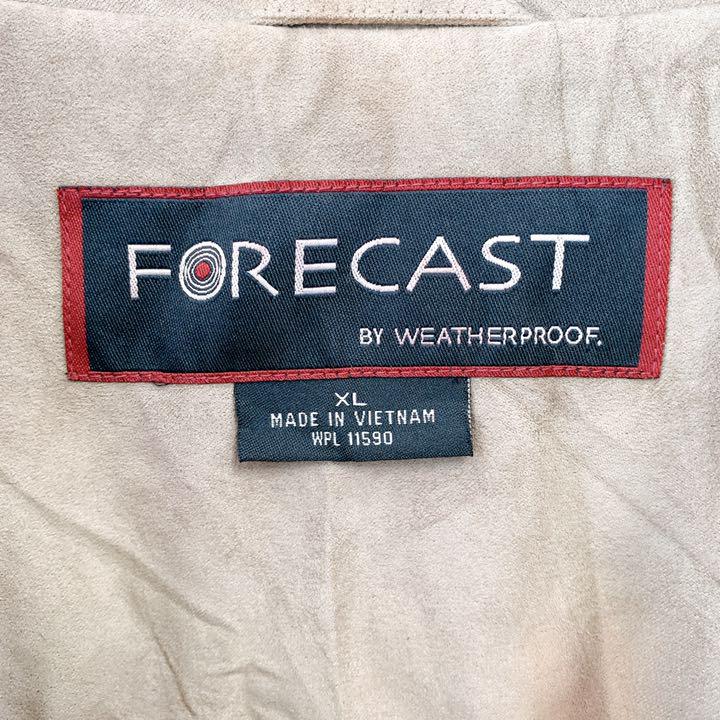 FORECAST
BY WEATHERPROOF.
XL
MADE IN VIETNAM
WPL 11590